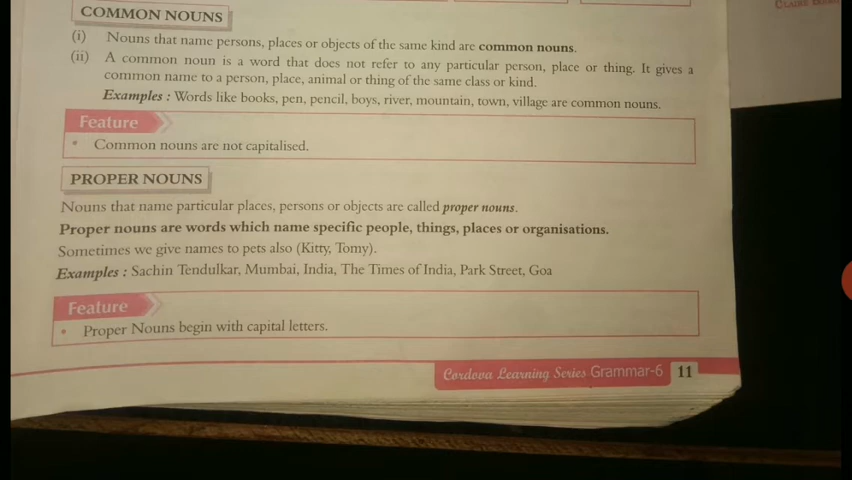 COMMON NOUNS
(i) Nouns that name persons, places or objects of the same kind are common nouns.
(ii) A common noun is a word that does not refer to any particular person, place or thing. It gives a
common name to a person, place, animal or thing of the same class or kind.
Examples : Words like books, pen, pencil, boys, river, mountain, town, village are common nouns.
Feature
• Common nouns are not capitalised.
PROPER NOUNS
Nouns that name particular places, persons or objects are called proper nouns.
Proper nouns are words which name specific people, things, places or organisations.
Sometimes we give names to pets also (Kitty, Tomy).
Examples : Sachin Tendulkar, Mumbai, India, The Times of India, Park Street, Goa
Feature
• Proper Nouns begin with capital letters.
Cordova Learning Series Grammar-6 11